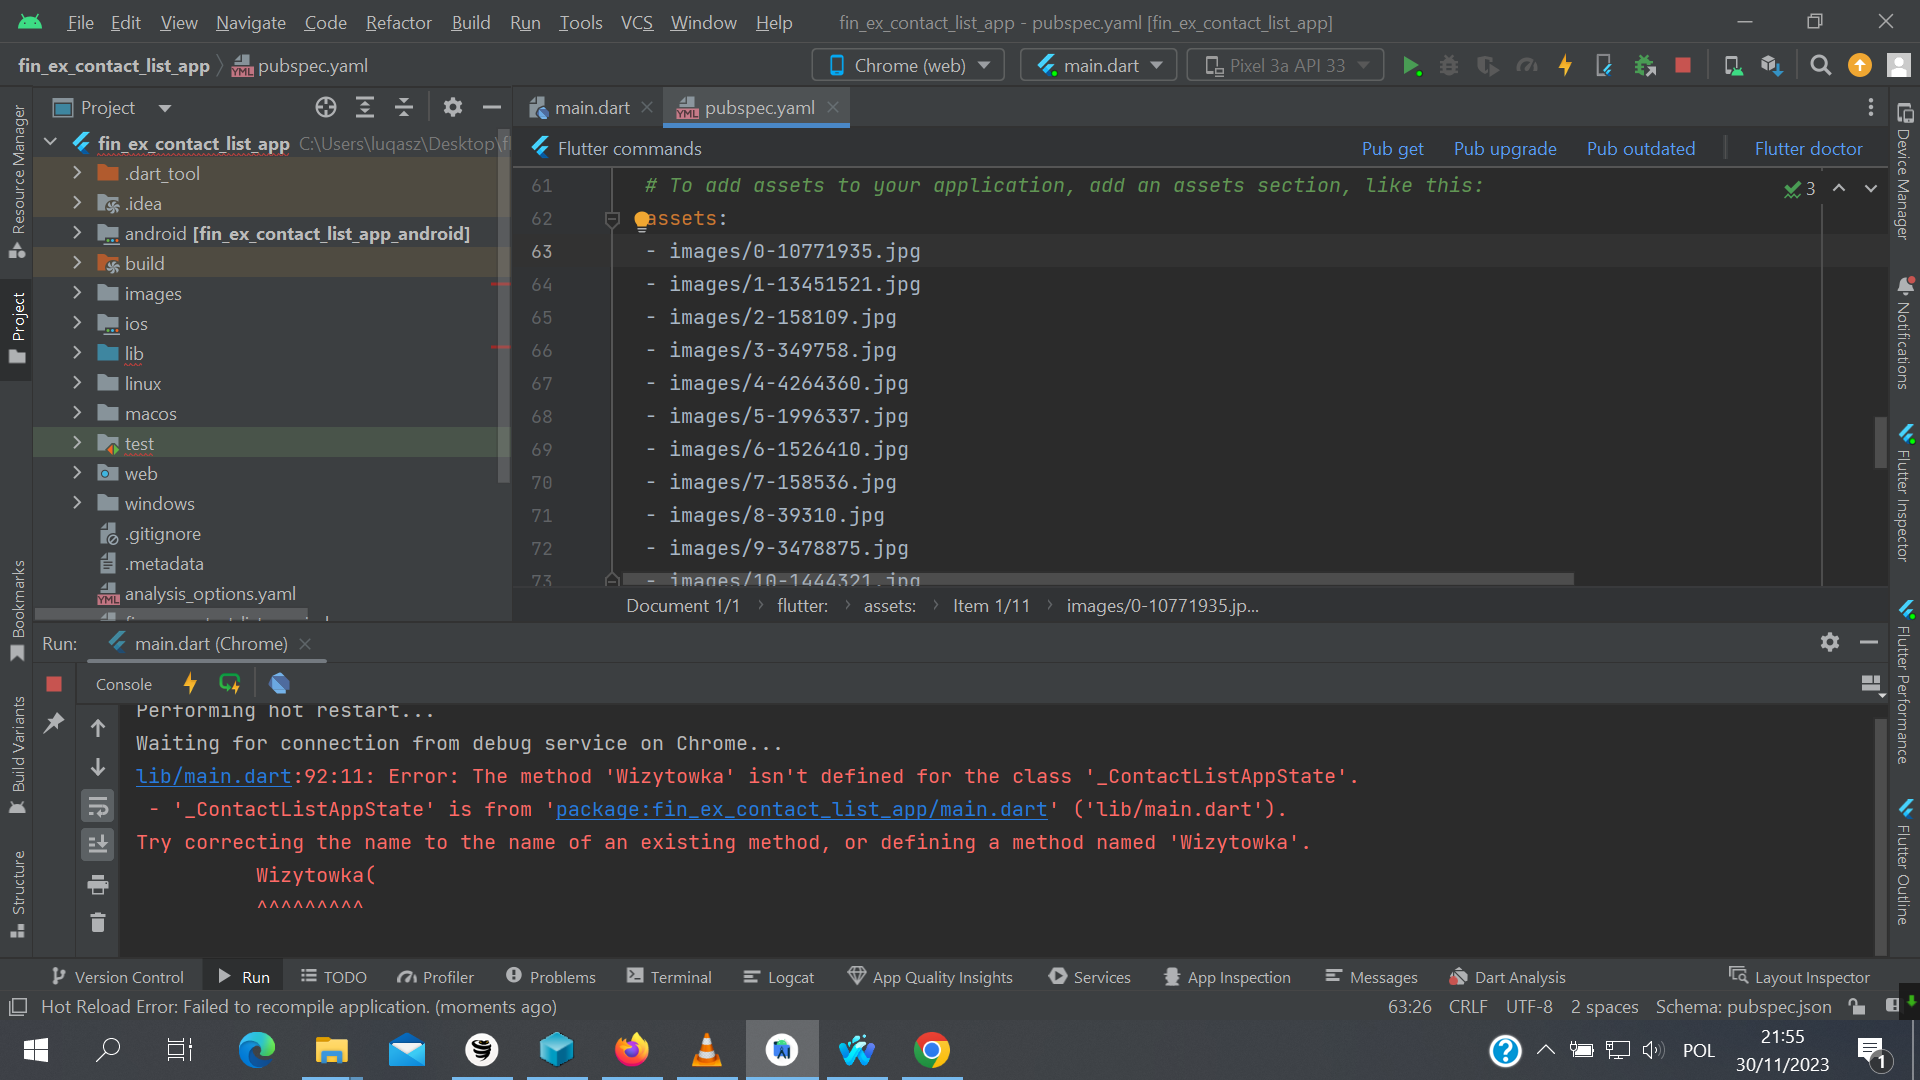 File Edit View Navigate Code Refactor Build Run Tools VCS Window Help fin_ex_contact_list_app - pubspec.yaml [fin_ex_contact_list_app]
fin_ex_contact_list_app pubspec.yaml Chrome (web) main.dart Pixel 3a API 33
Resource Manager
Project
Bookmarks
Build Variants
Structure
Project
fin_ex_contact_list_app C:\Users\luqasz\Desktop\fl
.dart_tool
.idea
android [fin_ex_contact_list_app_android]
build
images
ios
lib
linux
macos
test
web
windows
.gitignore
.metadata
analysis_options.yaml
main.dart pubspec.yaml
Flutter commands Pub get Pub upgrade Pub outdated Flutter doctor
61 # To add assets to your application, add an assets section, like this: 3
62 assets:
63 - images/0-10771935.jpg
64 - images/1-13451521.jpg
65 - images/2-158109.jpg
66 - images/3-349758.jpg
67 - images/4-4264360.jpg
68 - images/5-1996337.jpg
69 - images/6-1526410.jpg
70 - images/7-158536.jpg
71 - images/8-39310.jpg
72 - images/9-3478875.jpg
73 - images/10-1444321.jpg
Document 1/1 flutter: assets: Item 1/11 images/0-10771935.jp...
Device Manager
Notifications
Flutter Inspector
Flutter Performance
Flutter Outline
Run: main.dart (Chrome)
Console
Performing hot restart...
Waiting for connection from debug service on Chrome...
lib/main.dart:92:11: Error: The method 'Wizytowka' isn't defined for the class '_ContactListAppState'.
- '_ContactListAppState' is from 'package:fin_ex_contact_list_app/main.dart' ('lib/main.dart').
Try correcting the name to the name of an existing method, or defining a method named 'Wizytowka'.
Wizytowka(
^^^^^^^^^
Version Control Run TODO Profiler Problems Terminal Logcat App Quality Insights Services App Inspection Messages Dart Analysis Layout Inspector
Hot Reload Error: Failed to recompile application. (moments ago) 63:26 CRLF UTF-8 2 spaces Schema: pubspec.json
POL 21:55
30/11/2023 1